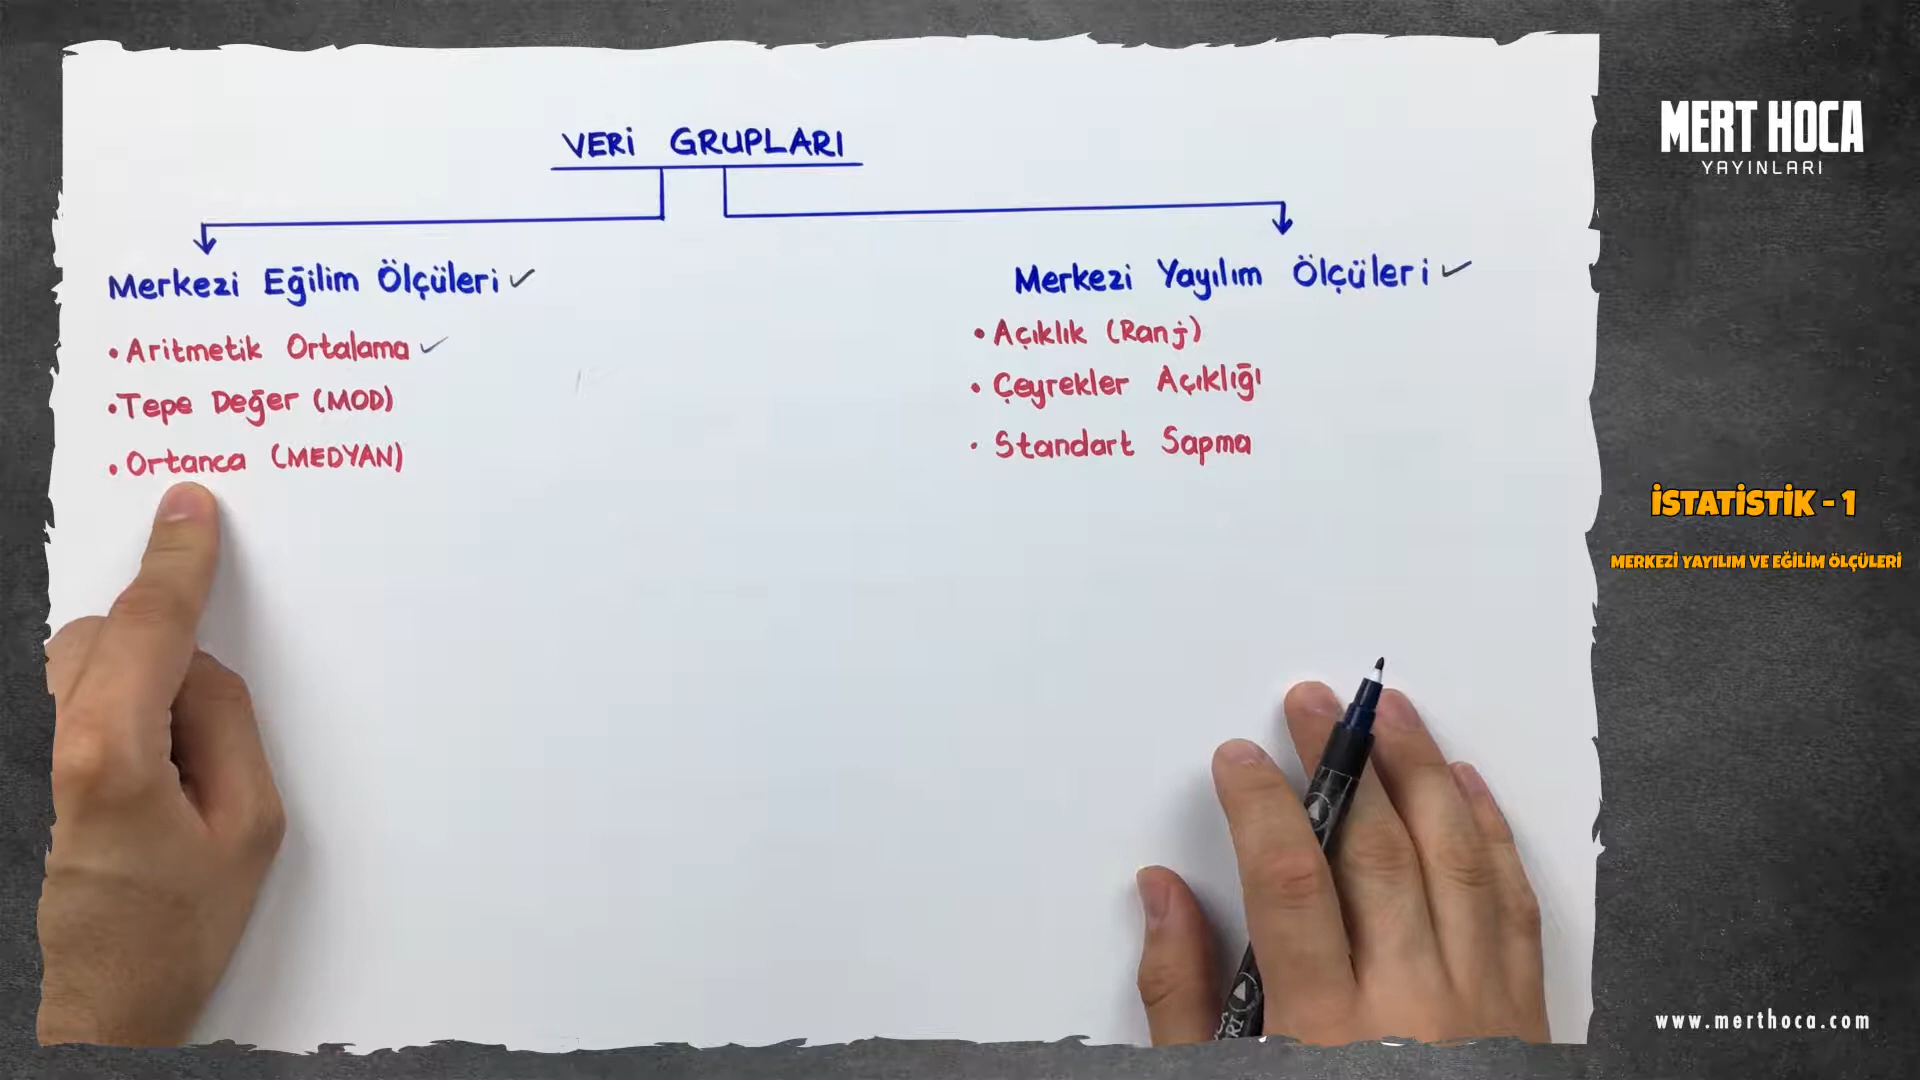 VERİ GRUPLARI
Merkezi Eğilim Ölçüleri
• Aritmetik Ortalama
• Tepe Değer (MOD)
• Ortanca (MEDYAN)
Merkezi Yayılım Ölçüleri
• Açıklık (Ranj)
• Çeyrekler Açıklığı
• Standart Sapma
MERT HOCA
YAYINLARI
İSTATİSTİK - 1
MERKEZİ YAYILIM VE EĞİLİM ÖLÇÜLERİ
www.merthoca.com